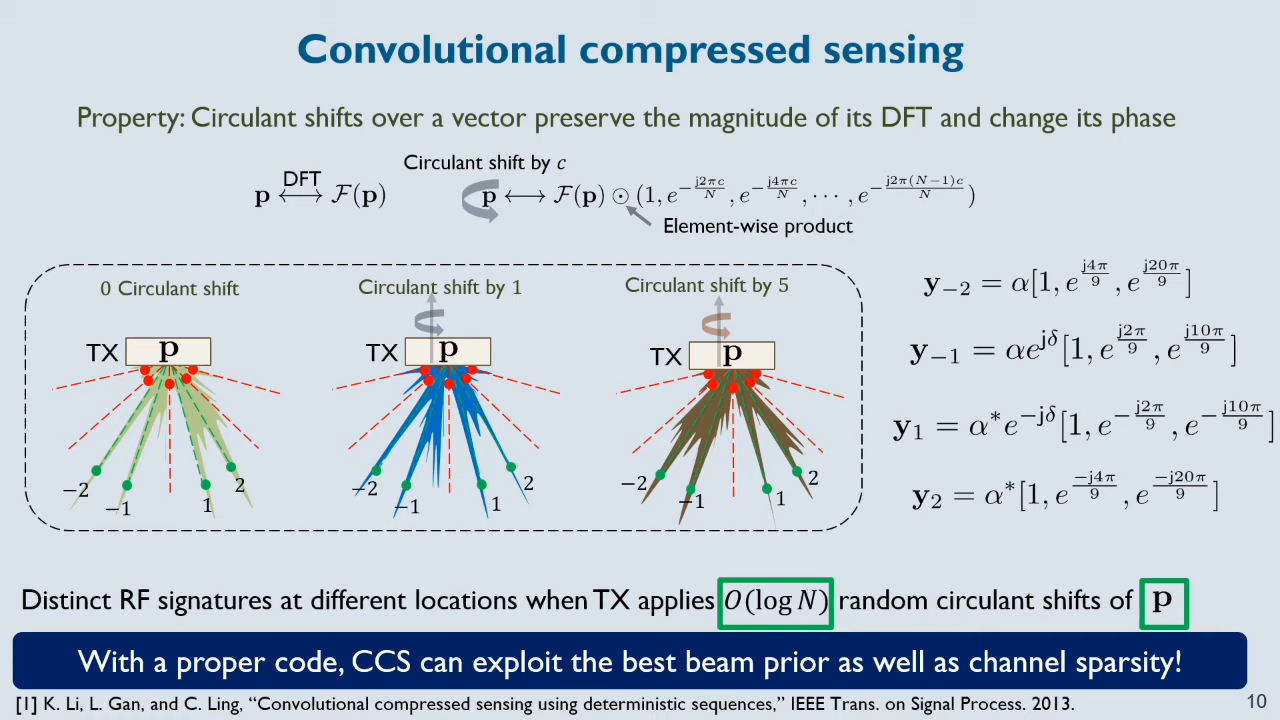 Convolutional compressed sensing
Property: Circulant shifts over a vector preserve the magnitude of its DFT and change its phase
Circulant shift by c
p DFT ⟷ ℱ(p)
p ⟷ ℱ(p) ⊙ (1, e^{-j2πc/N}, e^{-j4πc/N}, ⋯, e^{-j2π(N−1)c/N})
Element-wise product
0 Circulant shift
Circulant shift by 1
Circulant shift by 5
TX p
TX p
TX p
−2 −1 1 2
−2 −1 1 2
−2 −1 1 2
y_{−2} = α[1, e^{j4π/9}, e^{j20π/9}]
y_{−1} = αe^{jδ}[1, e^{j2π/9}, e^{j10π/9}]
y_1 = α*e^{−jδ}[1, e^{−j2π/9}, e^{−j10π/9}]
y_2 = α*[1, e^{−j4π/9}, e^{−j20π/9}]
Distinct RF signatures at different locations when TX applies O(log N) random circulant shifts of p
With a proper code, CCS can exploit the best beam prior as well as channel sparsity!
[1] K. Li, L. Gan, and C. Ling, “Convolutional compressed sensing using deterministic sequences,” IEEE Trans. on Signal Process. 2013.
10